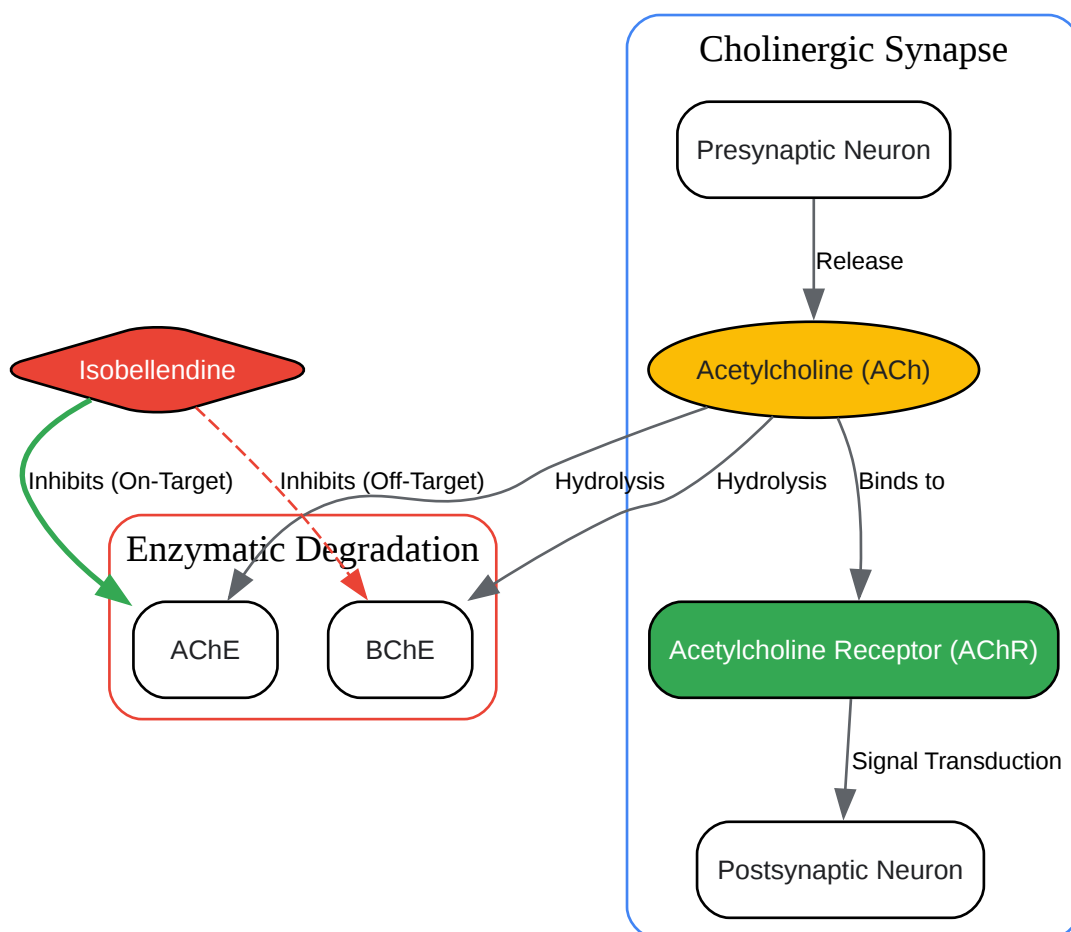 Cholinergic Synapse
Presynaptic Neuron
Release
Isobellendine
Acetylcholine (ACh)
Inhibits (On-Target)
Inhibits (Off-Target)
Hydrolysis
Hydrolysis
Binds to
Enzymatic Degradation
AChE
BChE
Acetylcholine Receptor (AChR)
Signal Transduction
Postsynaptic Neuron